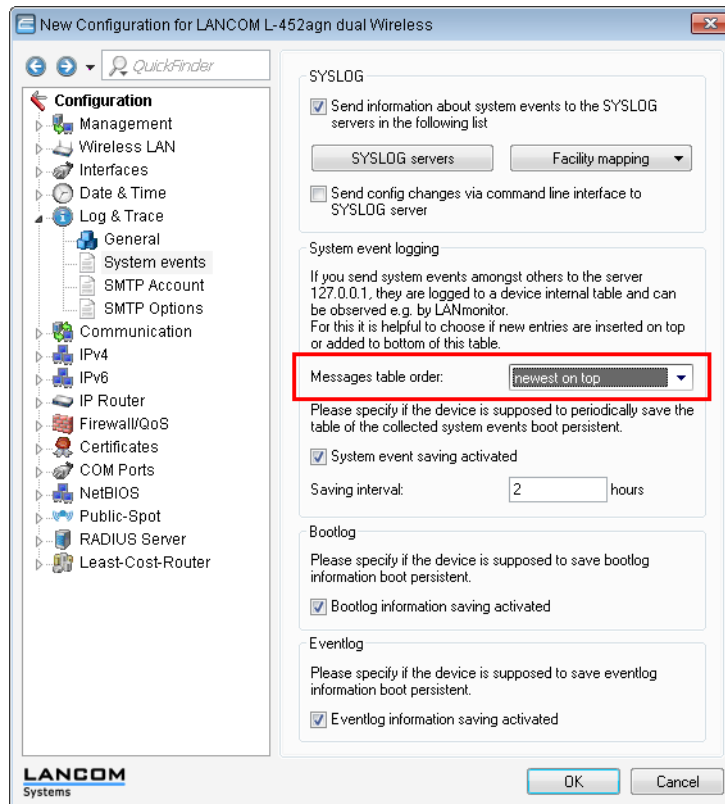 New Configuration for LANCOM L-452agn dual Wireless
QuickFinder
Configuration
Management
Wireless LAN
Interfaces
Date & Time
Log & Trace
General
System events
SMTP Account
SMTP Options
Communication
IPv4
IPv6
IP Router
Firewall/QoS
Certificates
COM Ports
NetBIOS
Public-Spot
RADIUS Server
Least-Cost-Router
SYSLOG
Send information about system events to the SYSLOG
servers in the following list
SYSLOG servers
Facility mapping
Send config changes via command line interface to
SYSLOG server
System event logging
If you send system events amongst others to the server
127.0.0.1, they are logged to a device internal table and can
be observed e.g. by LANmonitor.
For this it is helpful to choose if new entries are inserted on top
or added to bottom of this table.
Messages table order: newest on top
Please specify if the device is supposed to periodically save the
table of the collected system events boot persistent.
System event saving activated
Saving interval: 2 hours
Bootlog
Please specify if the device is supposed to save bootlog
information boot persistent.
Bootlog information saving activated
Eventlog
Please specify if the device is supposed to save eventlog
information boot persistent.
Eventlog information saving activated
LANCOM
Systems
OK
Cancel